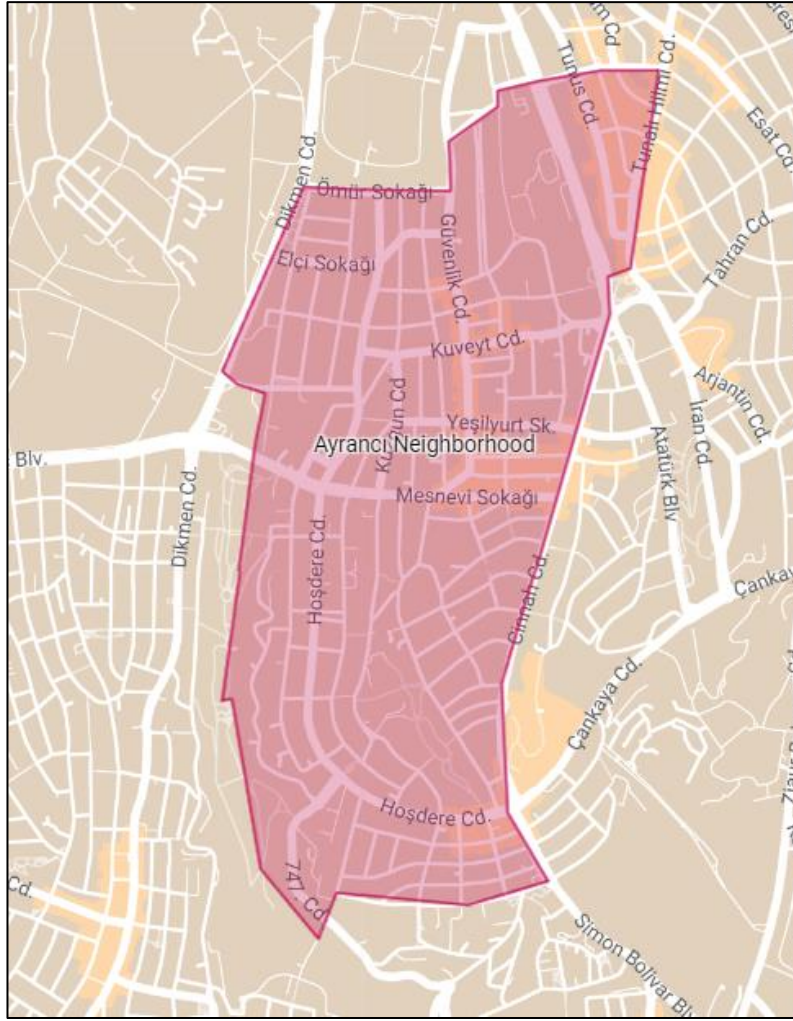 Tunus Cd.
Tunalı Hilmi Cd.
Esat Cd.
Dikmen Cd.
Ömür Sokağı
Güvenlik Cd.
Elçi Sokağı
Tahran Cd.
Kuveyt Cd.
Arjantin Cd.
İran Cd.
Yeşilyurt Sk.
Ayrancı Neighborhood
Atatürk Blv
Blv.
Mesnevi Sokağı
Dikmen Cd.
Hoşdere Cd.
Cinnah Cd.
Çankaya Cd.
Hoşdere Cd.
747. Cd.
Cd.
Simon Bolivar Blv